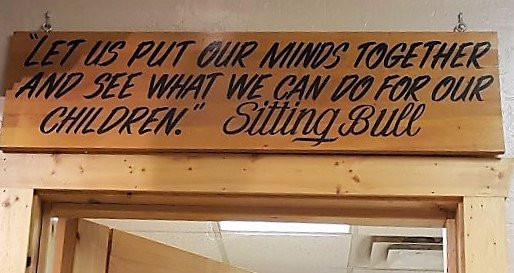 "LET US PUT OUR MINDS TOGETHER
AND SEE WHAT WE CAN DO FOR OUR
CHILDREN." Sitting Bull